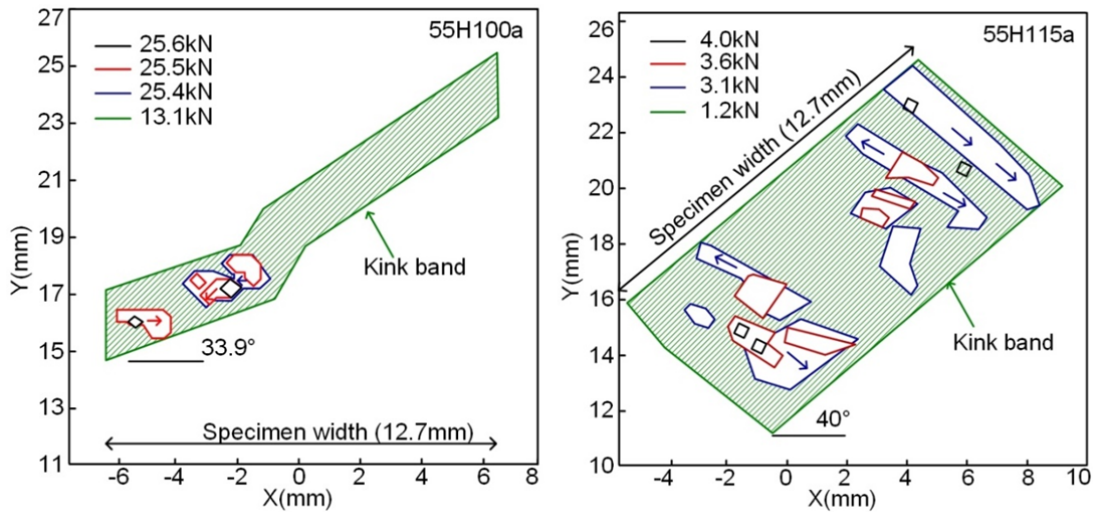 55H100a
25.6kN
25.5kN
25.4kN
13.1kN
27
25
23
21
19
17
15
13
11
Y(mm)
Kink band
33.9°
Specimen width (12.7mm)
-6 -4 -2 0 2 4 6 8
X(mm)
55H115a
4.0kN
3.6kN
3.1kN
1.2kN
26
24
22
20
18
16
14
12
10
Y(mm)
Specimen width (12.7mm)
Kink band
40°
-4 -2 0 2 4 6 8 10
X(mm)